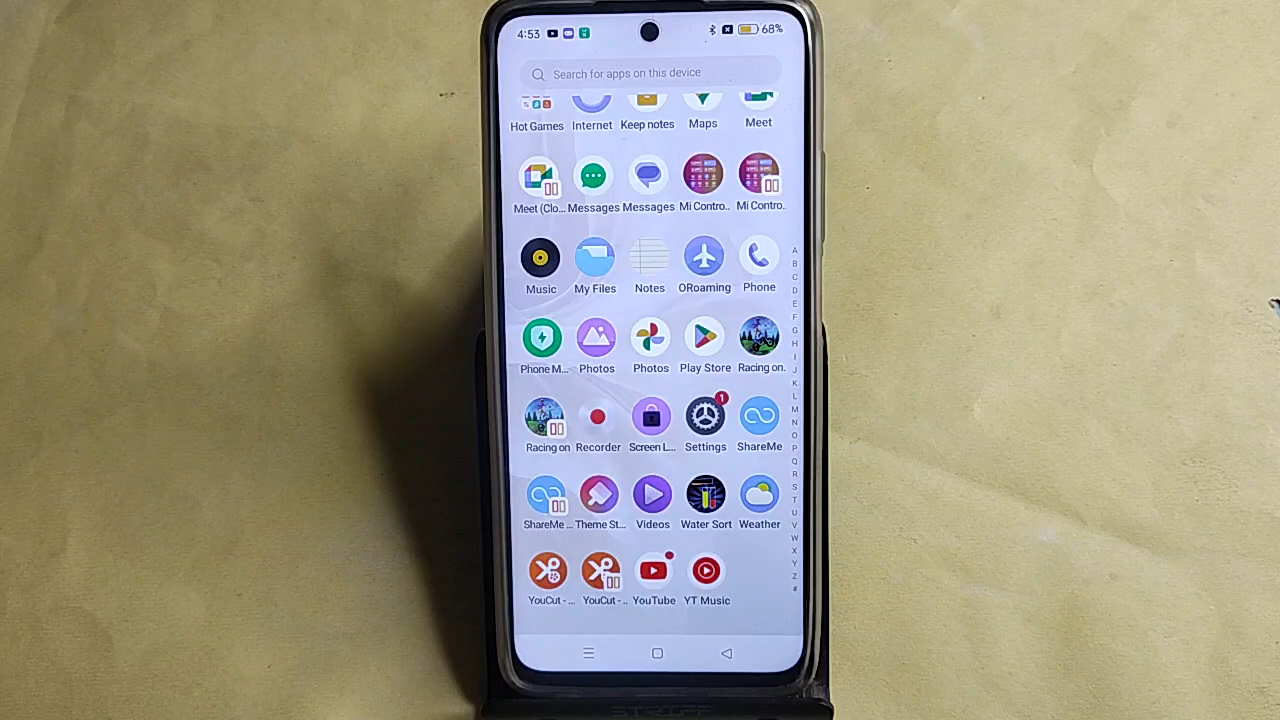 4:53 68%
Search for apps on this device
Hot Games Internet Keep notes Maps Meet
Meet (Clo... Messages Messages Mi Contro.. Mi Contro.
Music My Files Notes ORoaming Phone
Phone M... Photos Photos Play Store Racing on.
Racing on Recorder Screen L... Settings ShareMe
1
ShareMe ... Theme St... Videos Water Sort Weather
YouCut - ... YouCut - .. YouTube YT Music
A
B
C
D
E
F
G
H
I
J
K
L
M
N
O
P
Q
R
S
T
U
V
W
X
Y
Z
#